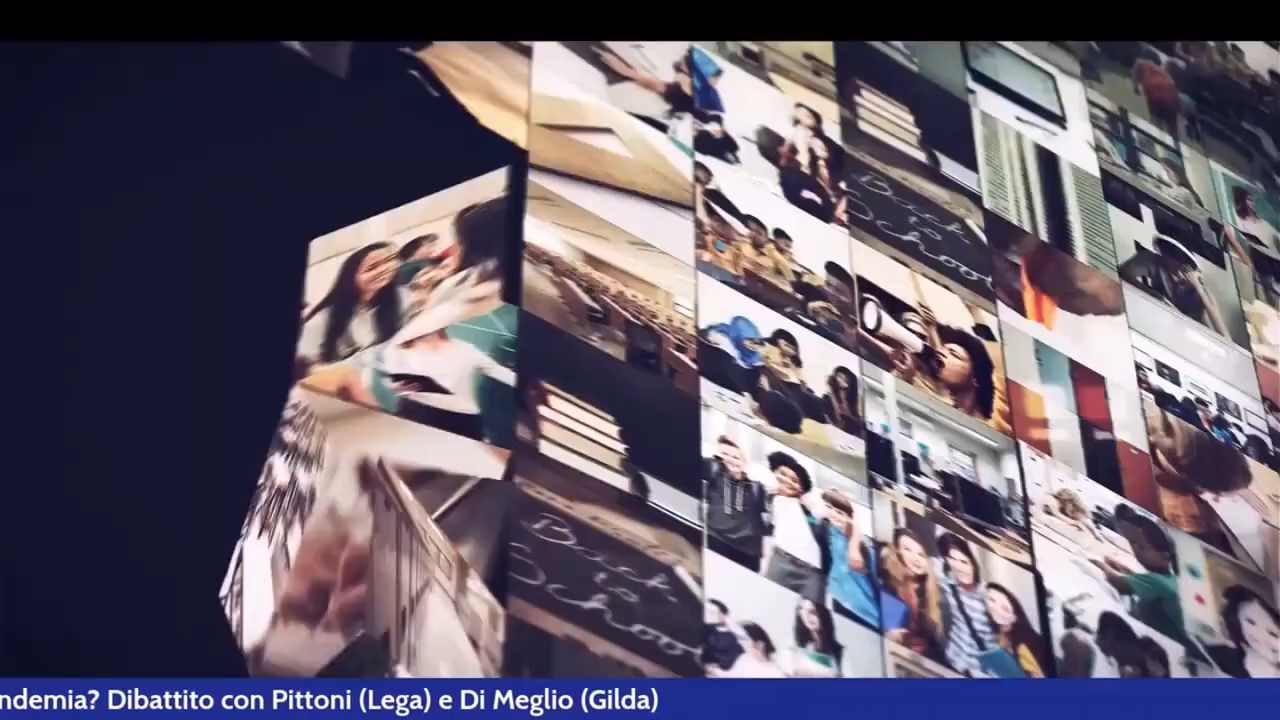 Back
to
School
Back
to
School
ndemia? Dibattito con Pittoni (Lega) e Di Meglio (Gilda)